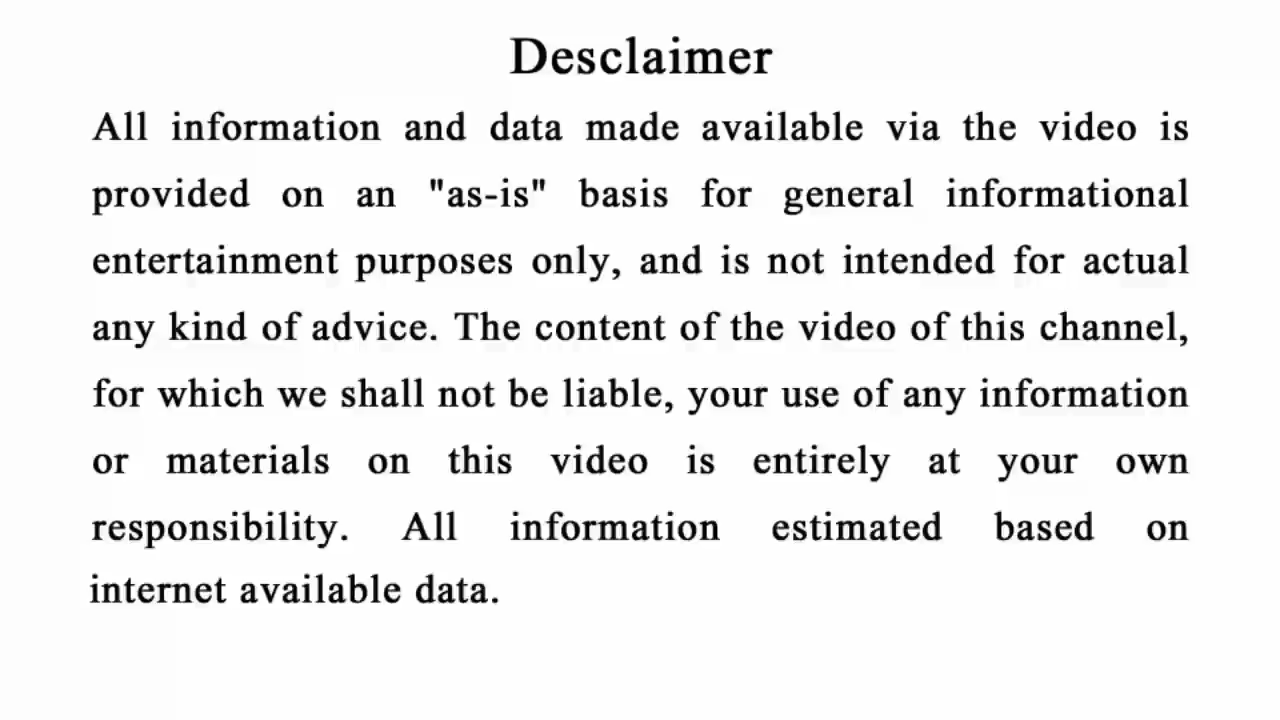 Desclaimer
All information and data made available via the video is
provided on an "as-is" basis for general informational
entertainment purposes only, and is not intended for actual
any kind of advice. The content of the video of this channel,
for which we shall not be liable, your use of any information
or materials on this video is entirely at your own
responsibility. All information estimated based on
internet available data.